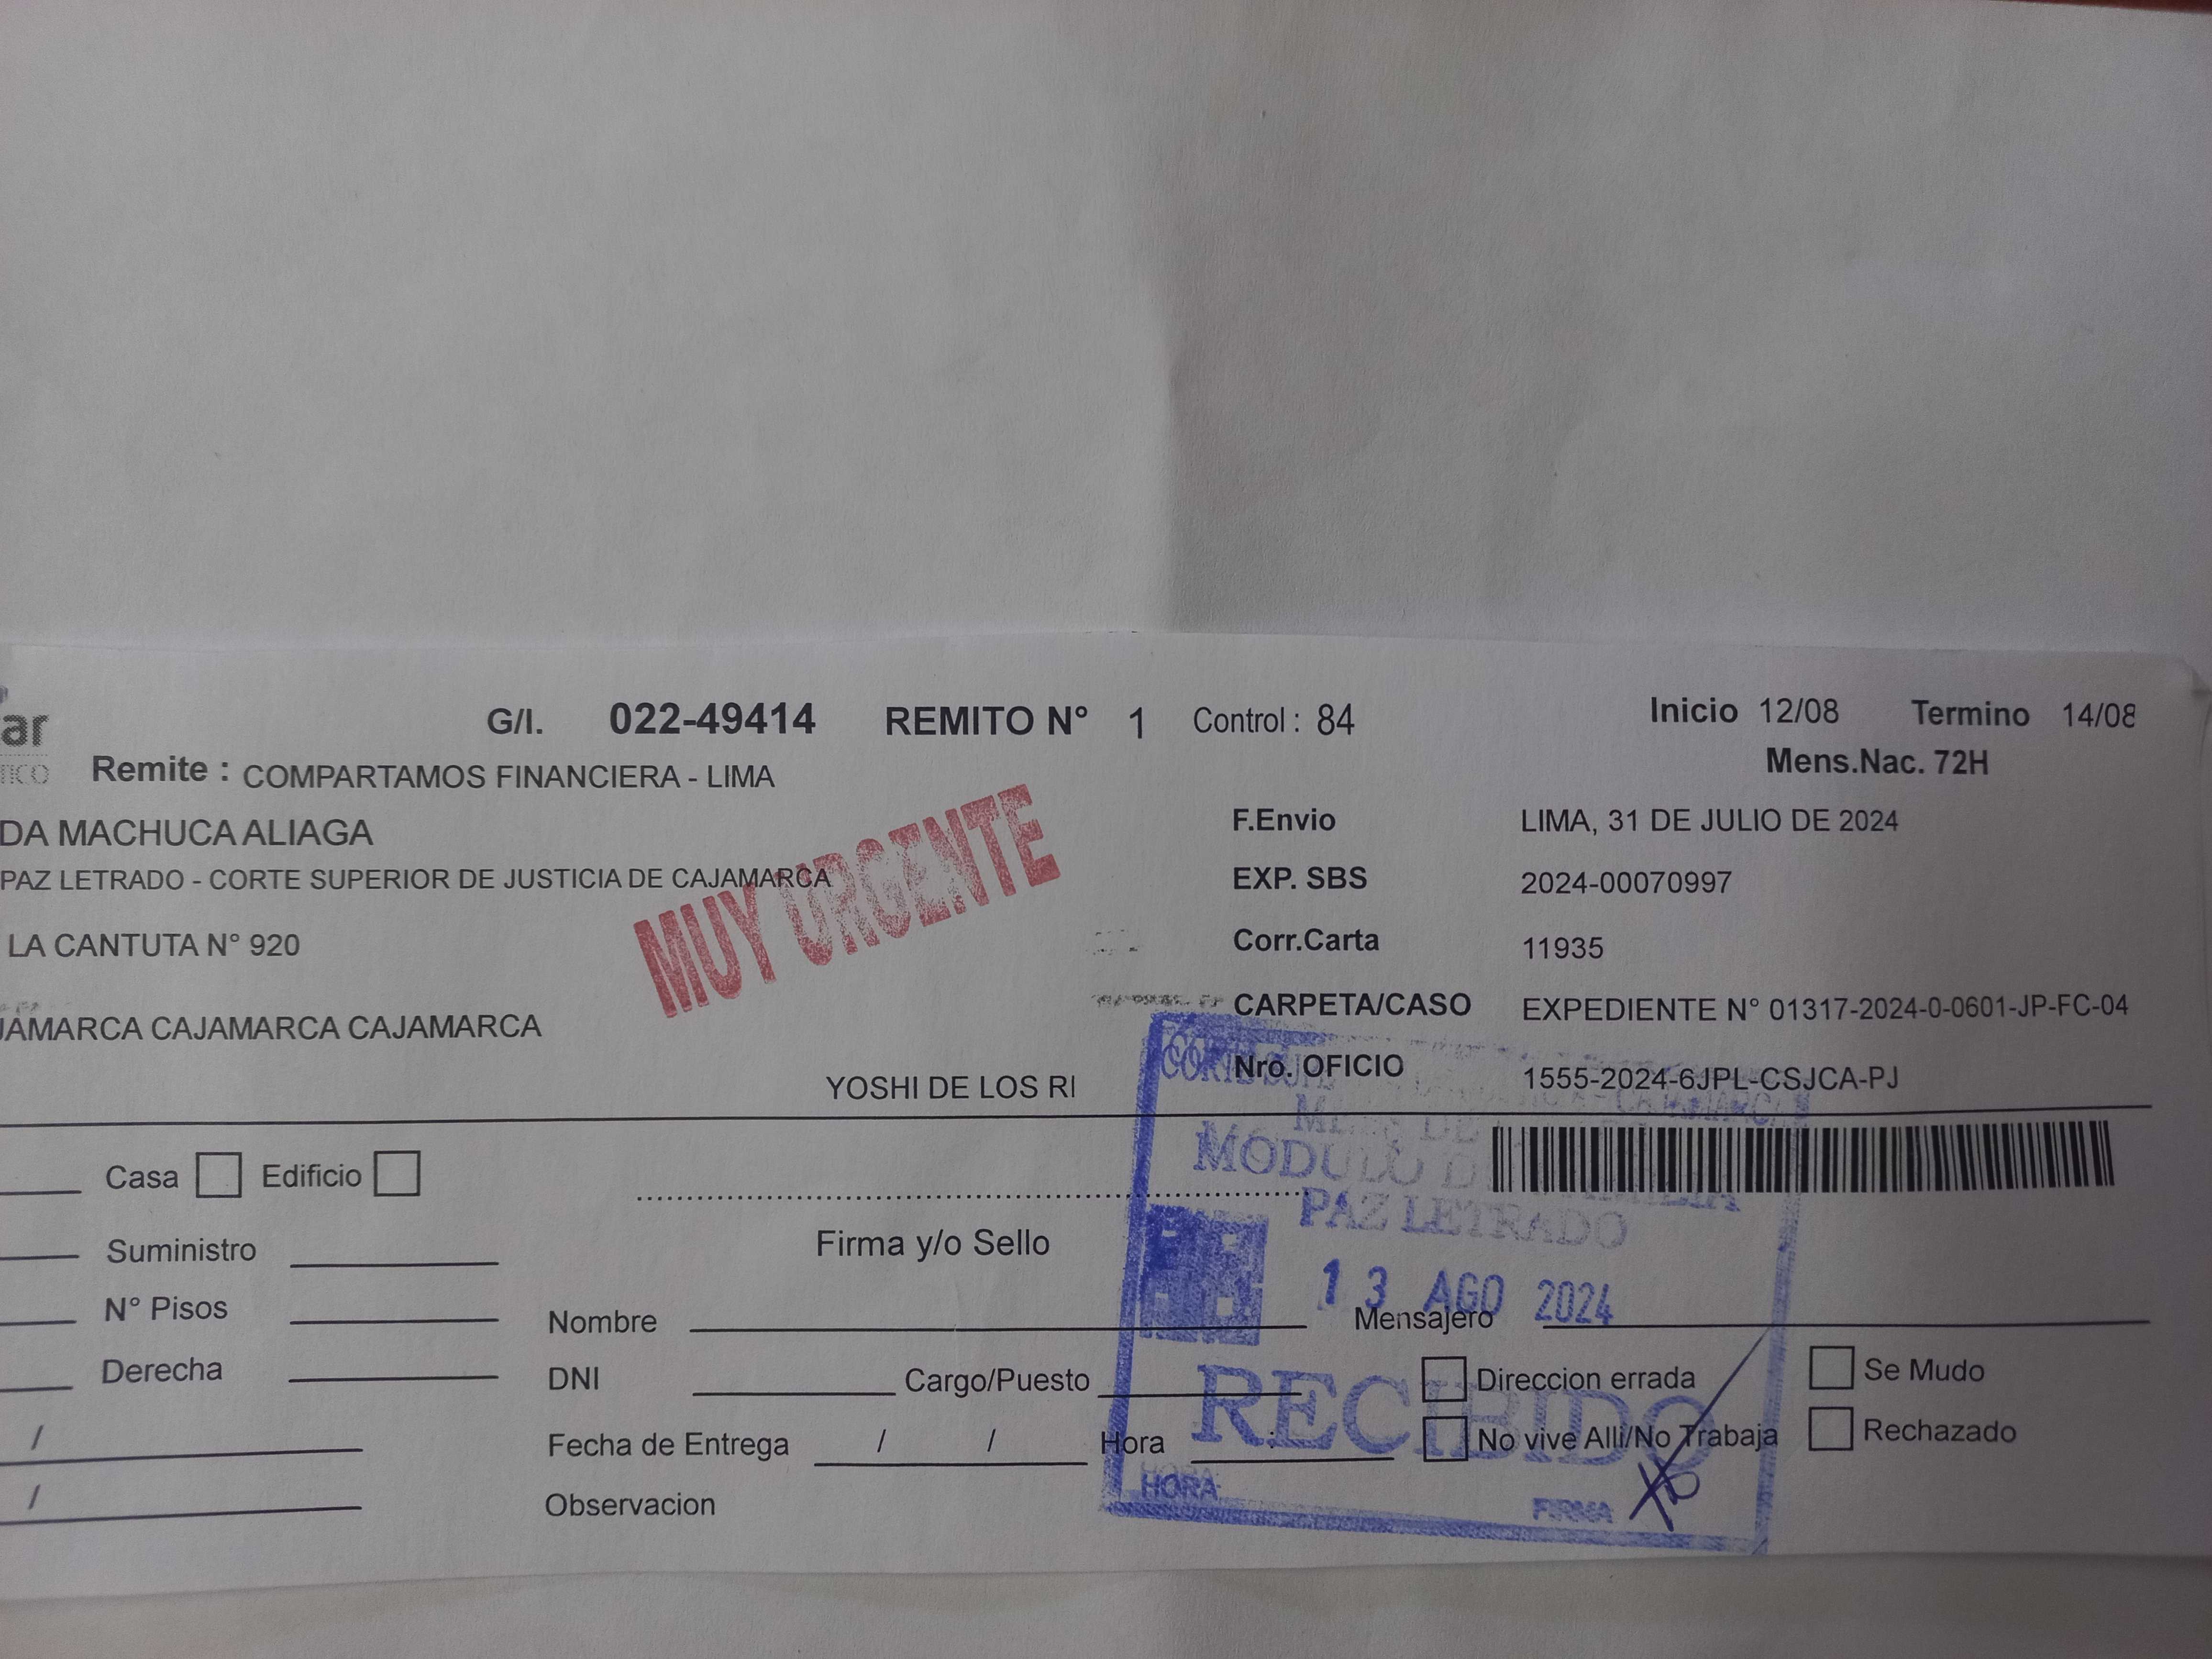 ar G/I. 022-49414 REMITO N° 1 Control : 84 Inicio 12/08 Termino 14/08
TICO Remite : COMPARTAMOS FINANCIERA - LIMA Mens.Nac. 72H
DA MACHUCA ALIAGA F.Envio LIMA, 31 DE JULIO DE 2024
PAZ LETRADO - CORTE SUPERIOR DE JUSTICIA DE CAJAMARCA EXP. SBS 2024-00070997
MUY URGENTE
LA CANTUTA N° 920 Corr.Carta 11935
JAMARCA CAJAMARCA CAJAMARCA CARPETA/CASO EXPEDIENTE N° 01317-2024-0-0601-JP-FC-04
YOSHI DE LOS RI Nro. OFICIO 1555-2024-6JPL-CSJCA-PJ
Casa Edificio
MODULO D
PAZ LETRADO
Suministro Firma y/o Sello
13 AGO 2024
N° Pisos Nombre Mensajero
Derecha DNI Cargo/Puesto Direccion errada Se Mudo
RECIBIDO
/ Fecha de Entrega / / Hora : No vive Alli/No Trabaja Rechazado
HORA
/ Observacion FIRMA